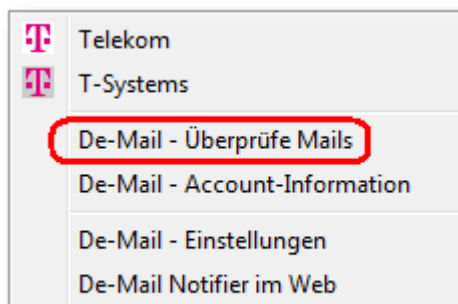 Telekom
T-Systems
De-Mail - Überprüfe Mails
De-Mail - Account-Information
De-Mail - Einstellungen
De-Mail Notifier im Web